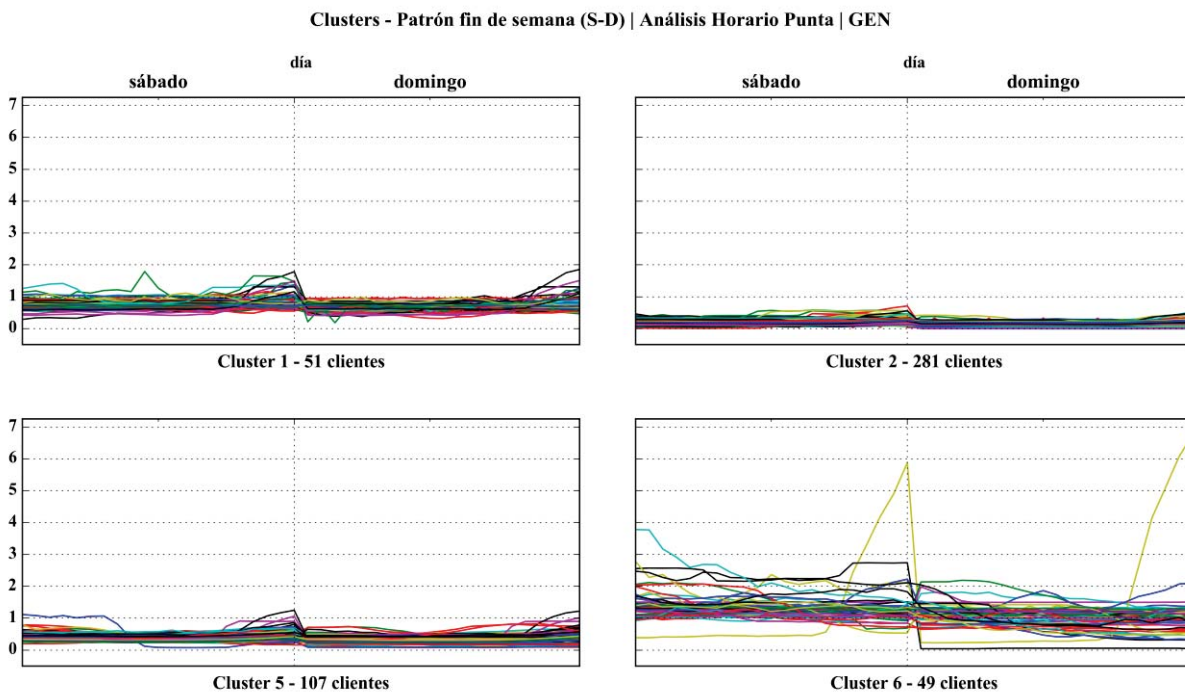 Clusters - Patrón fin de semana (S-D) | Análisis Horario Punta | GEN
día
sábado domingo
7
6
5
4
3
2
1
0
Cluster 1 - 51 clientes
día
sábado domingo
Cluster 2 - 281 clientes
7
6
5
4
3
2
1
0
Cluster 5 - 107 clientes
Cluster 6 - 49 clientes